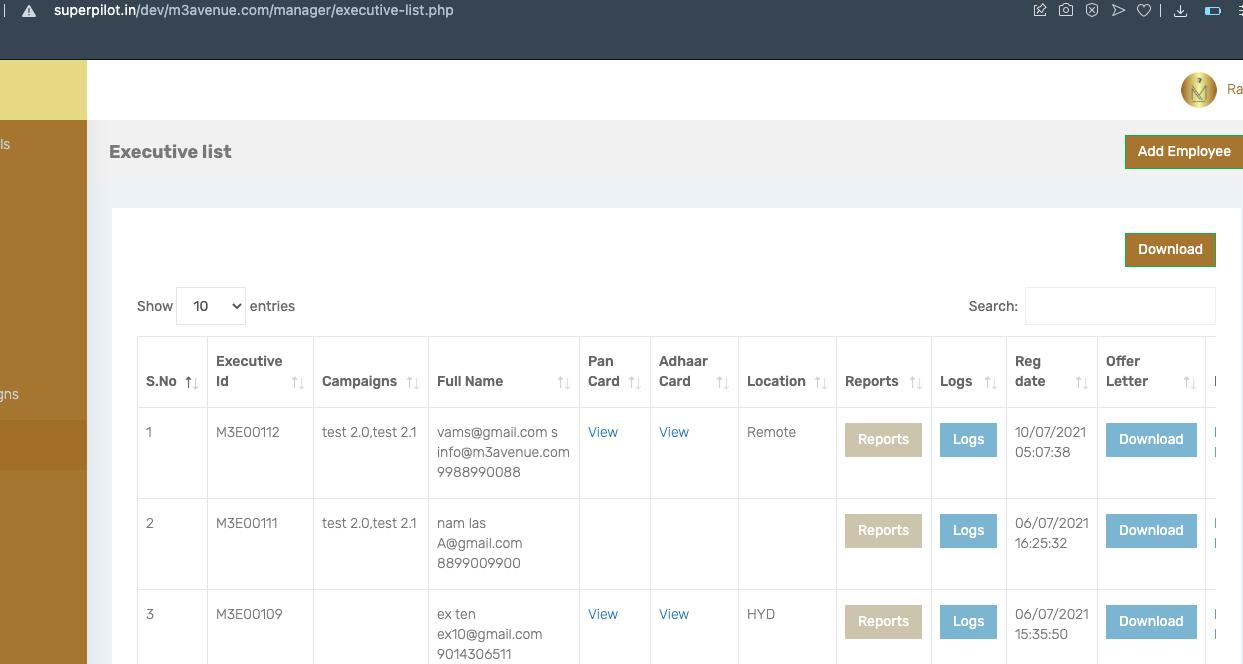 superpilot.in/dev/m3avenue.com/manager/executive-list.php
Ra
ls
Executive list
Add Employee
Download
Show 10 entries
Search:
S.No
Executive Id
Campaigns
Full Name
Pan Card
Adhaar Card
Location
Reports
Logs
Reg date
Offer Letter
1
M3E00112
test 2.0,test 2.1
vams@gmail.com s
info@m3avenue.com
9988990088
View
View
Remote
Reports
Logs
10/07/2021
05:07:38
Download
gns
2
M3E00111
test 2.0,test 2.1
nam las
A@gmail.com
8899009900
Reports
Logs
06/07/2021
16:25:32
Download
3
M3E00109
ex ten
ex10@gmail.com
9014306511
View
View
HYD
Reports
Logs
06/07/2021
15:35:50
Download